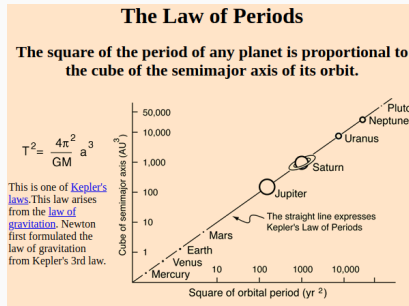 The Law of Periods
The square of the period of any planet is proportional to
the cube of the semimajor axis of its orbit.
T² = 4π² / GM a³
This is one of Kepler's
laws.This law arises
from the law of
gravitation. Newton
first formulated the
law of gravitation
from Kepler's 3rd law.
Cube of semimajor axis (AU³)
50,000
10,000
1,000
100
10
1
Pluto
Neptune
Uranus
Saturn
Jupiter
The straight line expresses
Kepler's Law of Periods
Mars
Earth
Venus
Mercury
10 100 1000 10,000
Square of orbital period (yr²)